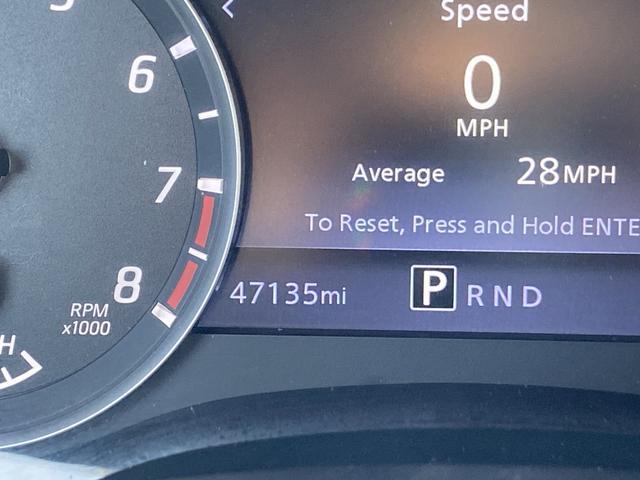 Speed
6
0
MPH
7
Average 28MPH
To Reset, Press and Hold ENTE
8
47135mi P R N D
RPM
x1000
H